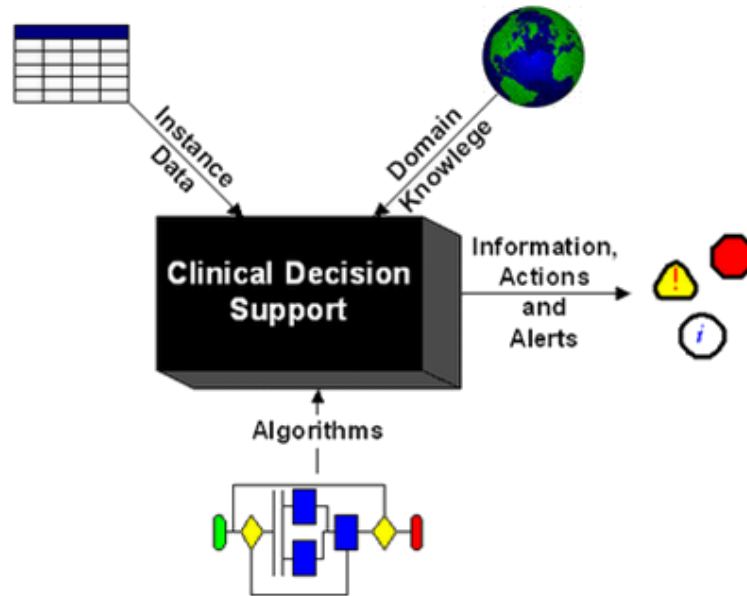 Instance
Data
Domain
Knowlege
Clinical Decision
Support
Information,
Actions
and
Alerts
!
i
Algorithms